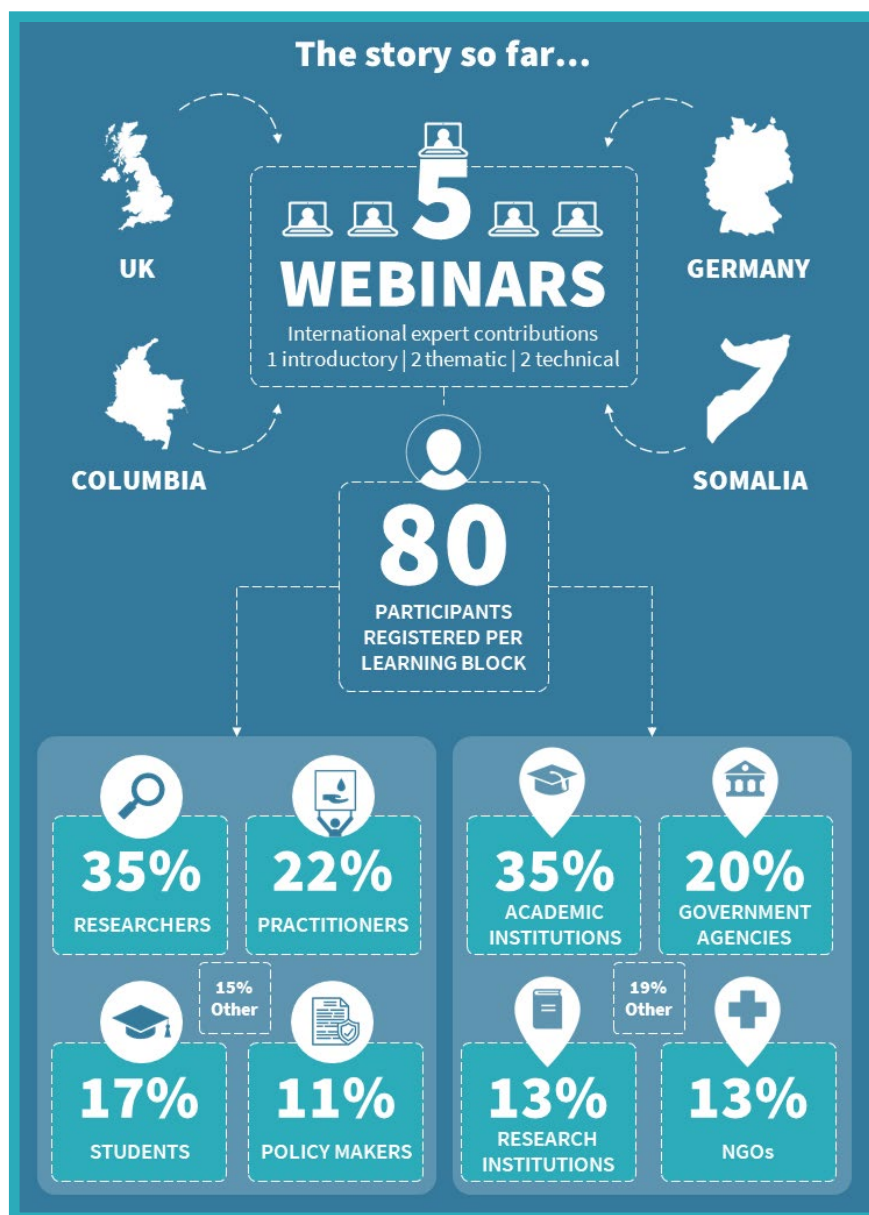 The story so far...
UK
5
WEBINARS
International expert contributions
1 introductory | 2 thematic | 2 technical
GERMANY
COLUMBIA
SOMALIA
80
PARTICIPANTS
REGISTERED PER
LEARNING BLOCK
35%
RESEARCHERS
22%
PRACTITIONERS
15%
Other
17%
STUDENTS
11%
POLICY MAKERS
35%
ACADEMIC
INSTITUTIONS
20%
GOVERNMENT
AGENCIES
19%
Other
13%
RESEARCH
INSTITUTIONS
13%
NGOs